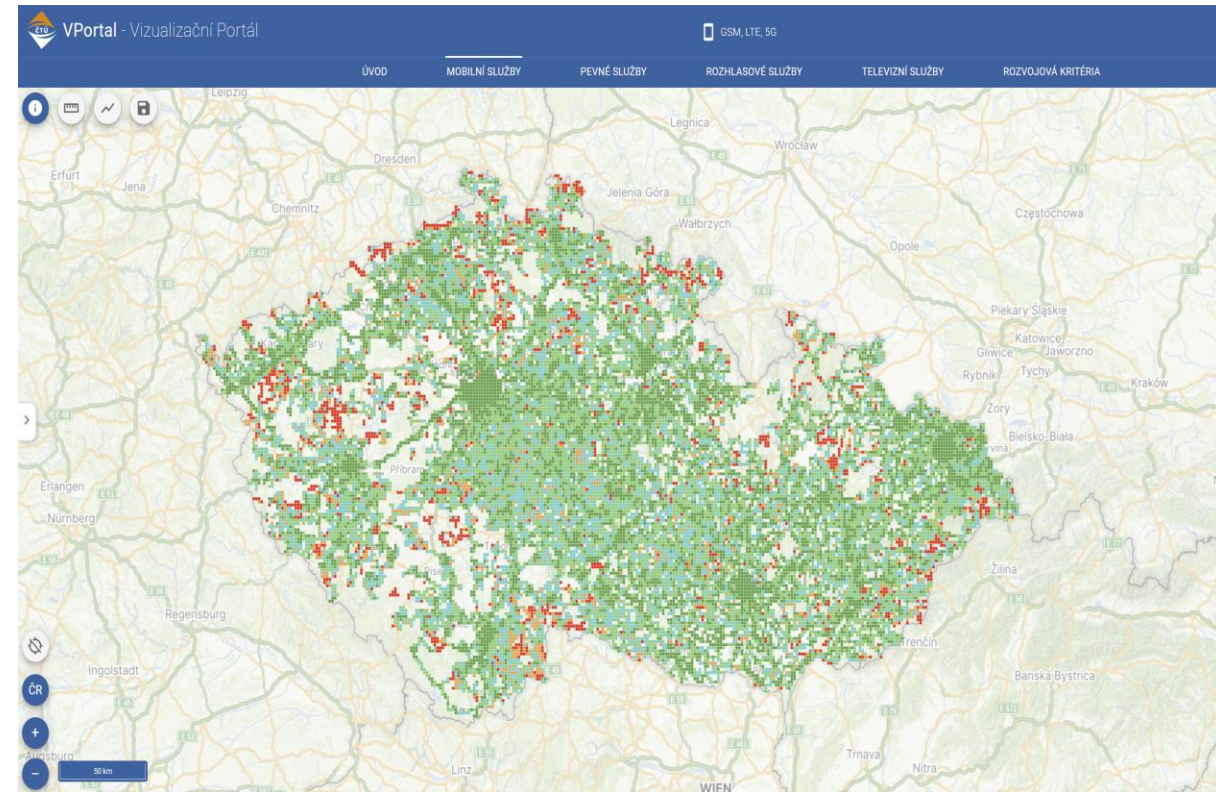 ČTÚ
VPortal - Vizualizační Portál
GSM, LTE, 5G
ÚVOD
MOBILNÍ SLUŽBY
PEVNÉ SLUŽBY
ROZHLASOVÉ SLUŽBY
TELEVIZNÍ SLUŽBY
ROZVOJOVÁ KRITÉRIA
Leipzig
Legnica
Wrocław
Dresden
Erfurt
Jena
Jelenia Góra
Chemnitz
Wałbrzych
Częstochowa
Opole
Piekary Śląskie
Katowice
Gliwice
Jaworzno
Rybnik
Tychy
Kraków
Żory
Bielsko-Biała
Příbram
Erlangen
Nürnberg
Žilina
Regensburg
Trenčín
Ingolstadt
Banská Bystrica
ČR
+
Augsburg
50 km
−
Linz
Trnava
Nitra
WIEN